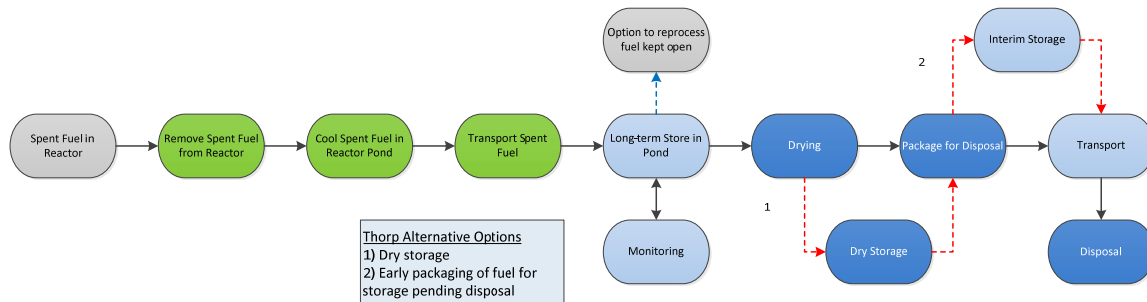 Option to reprocess
fuel kept open
Interim Storage
2
Spent Fuel in
Reactor
Remove Spent Fuel
from Reactor
Cool Spent Fuel in
Reactor Pond
Transport Spent
Fuel
Long-term Store in
Pond
Drying
Package for Disposal
Transport
1
Thorp Alternative Options
1) Dry storage
2) Early packaging of fuel for
storage pending disposal
Monitoring
Dry Storage
Disposal